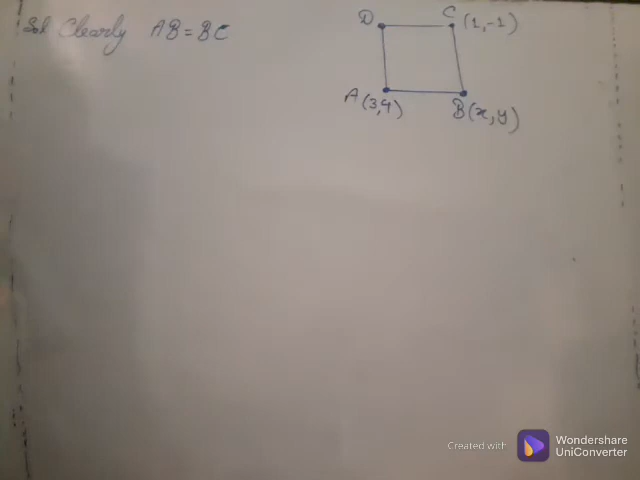 Sol Clearly AB = BC
D
C (1,-1)
A (3,4)
B (x, y)
Created with
Wondershare
UniConverter